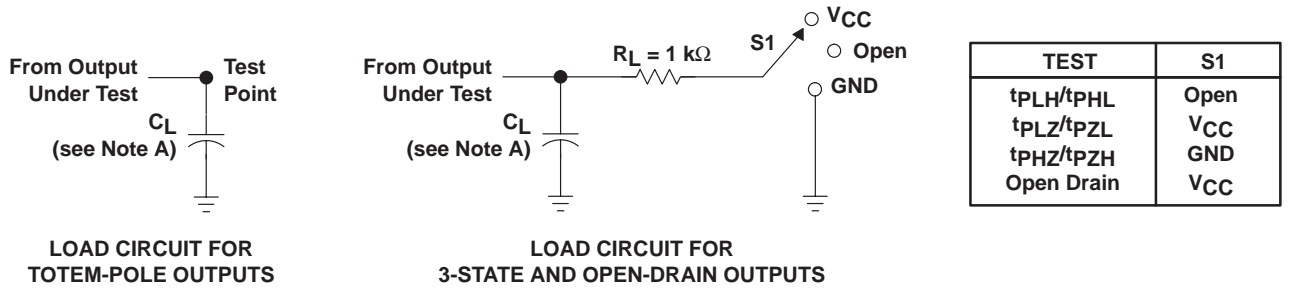 From Output
Under Test
Test
Point
CL
(see Note A)
LOAD CIRCUIT FOR
TOTEM-POLE OUTPUTS
From Output
Under Test
RL = 1 kΩ
S1
VCC
Open
GND
CL
(see Note A)
LOAD CIRCUIT FOR
3-STATE AND OPEN-DRAIN OUTPUTS
TEST S1
tPLH/tPHL Open
tPLZ/tPZL VCC
tPHZ/tPZH GND
Open Drain VCC